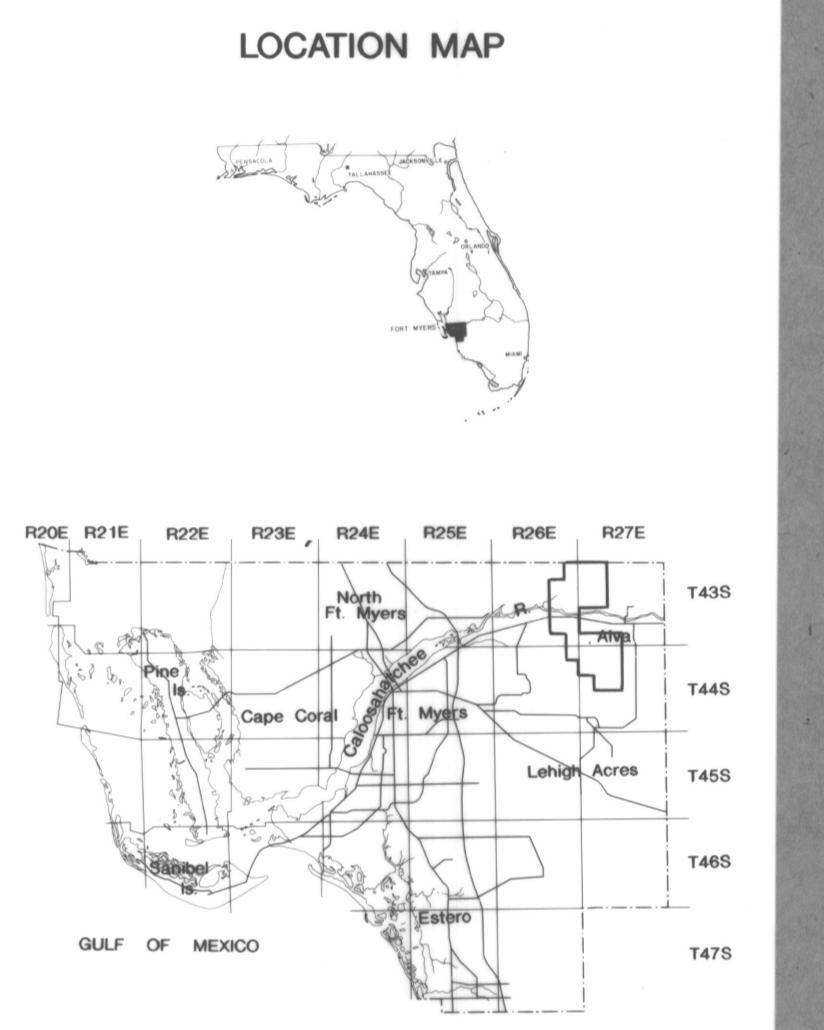 LOCATION MAP
PENSACOLA
TALLAHASSEE
JACKSONVILLE
ORLANDO
TAMPA
FORT MYERS
MIAMI
R20E R21E R22E R23E R24E R25E R26E R27E
T43S
North
Ft. Myers
R.
Alva
Pine
Is.
T44S
Caloosahatchee
Cape Coral
Ft. Myers
Lehigh Acres
T45S
Sanibel
Is.
T46S
Estero
GULF OF MEXICO
T47S